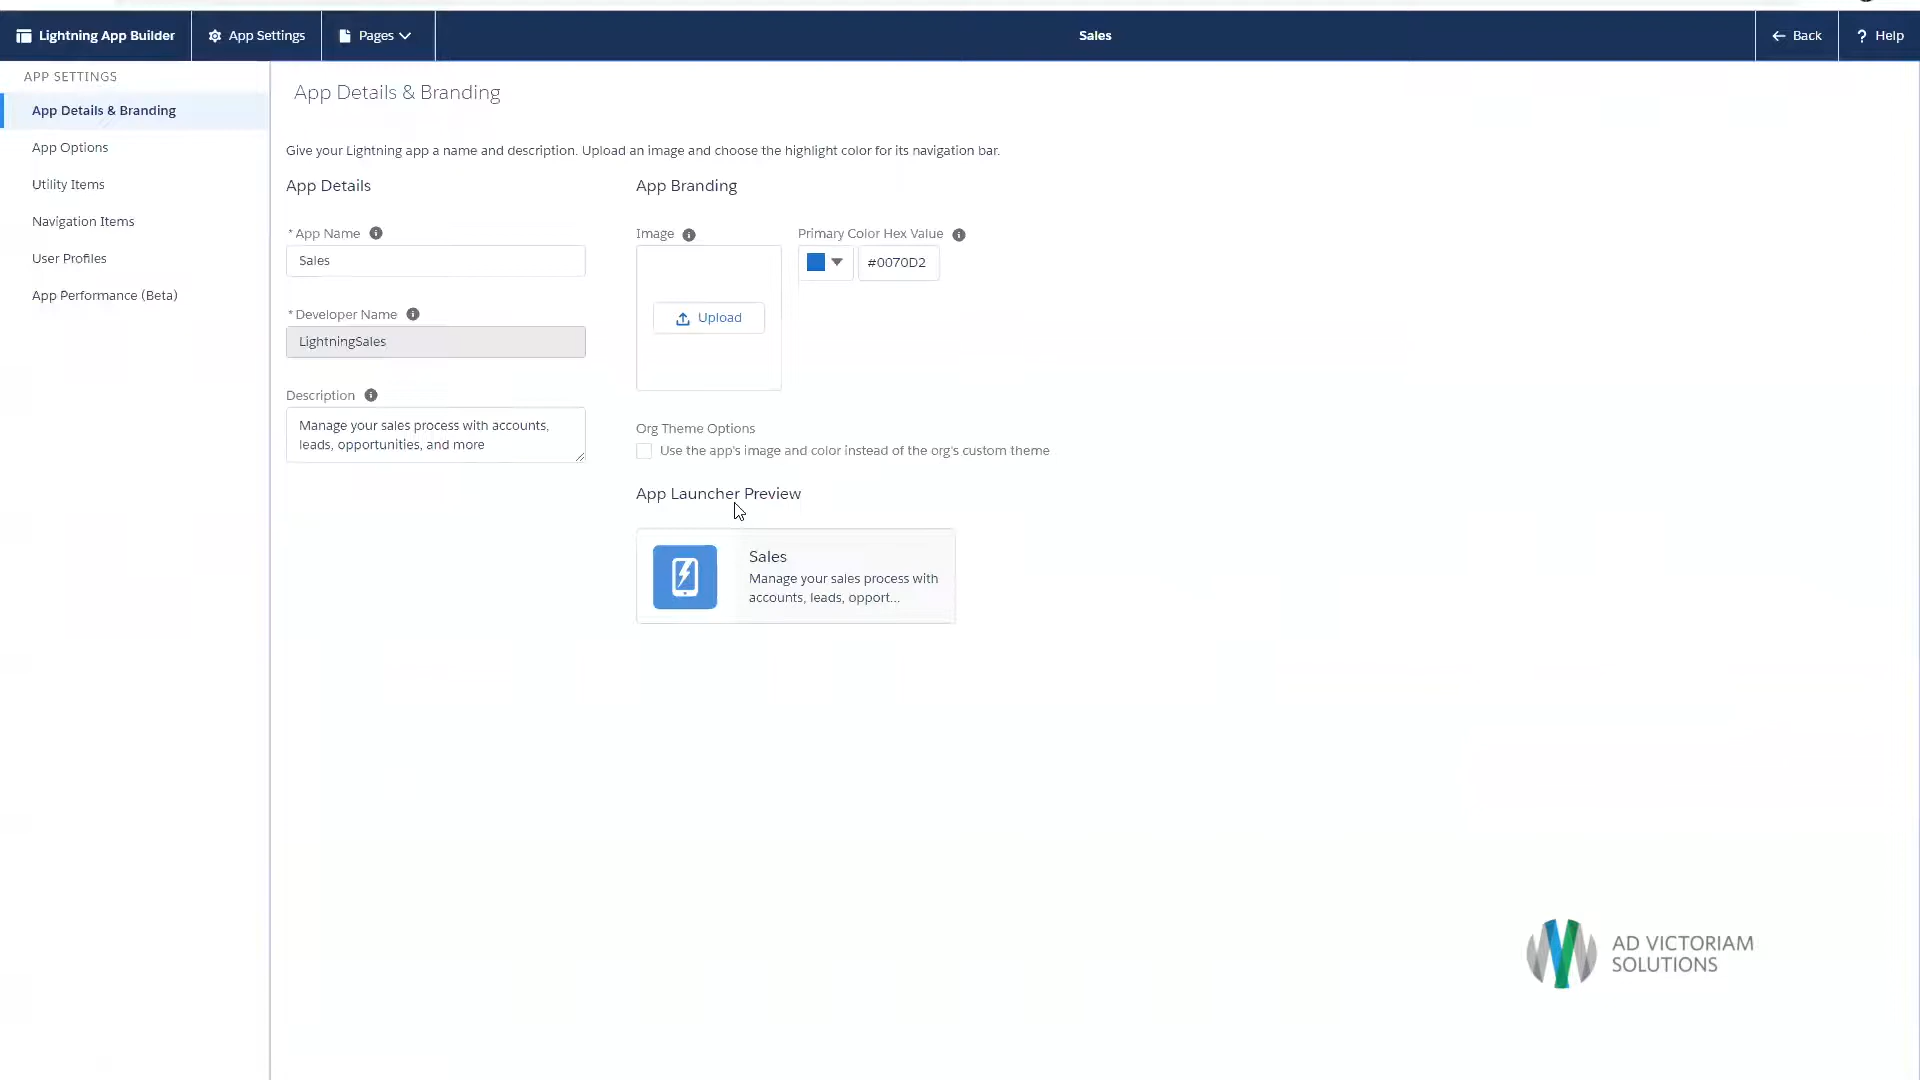 Lightning App Builder
App Settings
Pages
Sales
Back
? Help
APP SETTINGS
App Details & Branding
App Options
Utility Items
Navigation Items
User Profiles
App Performance (Beta)
App Details & Branding
Give your Lightning app a name and description. Upload an image and choose the highlight color for its navigation bar.
App Details
*App Name
Sales
*Developer Name
LightningSales
Description
Manage your sales process with accounts,
leads, opportunities, and more
App Branding
Image
Upload
Primary Color Hex Value
#0070D2
Org Theme Options
Use the app's image and color instead of the org's custom theme
App Launcher Preview
Sales
Manage your sales process with
accounts, leads, opport...
AD VICTORIAM
SOLUTIONS